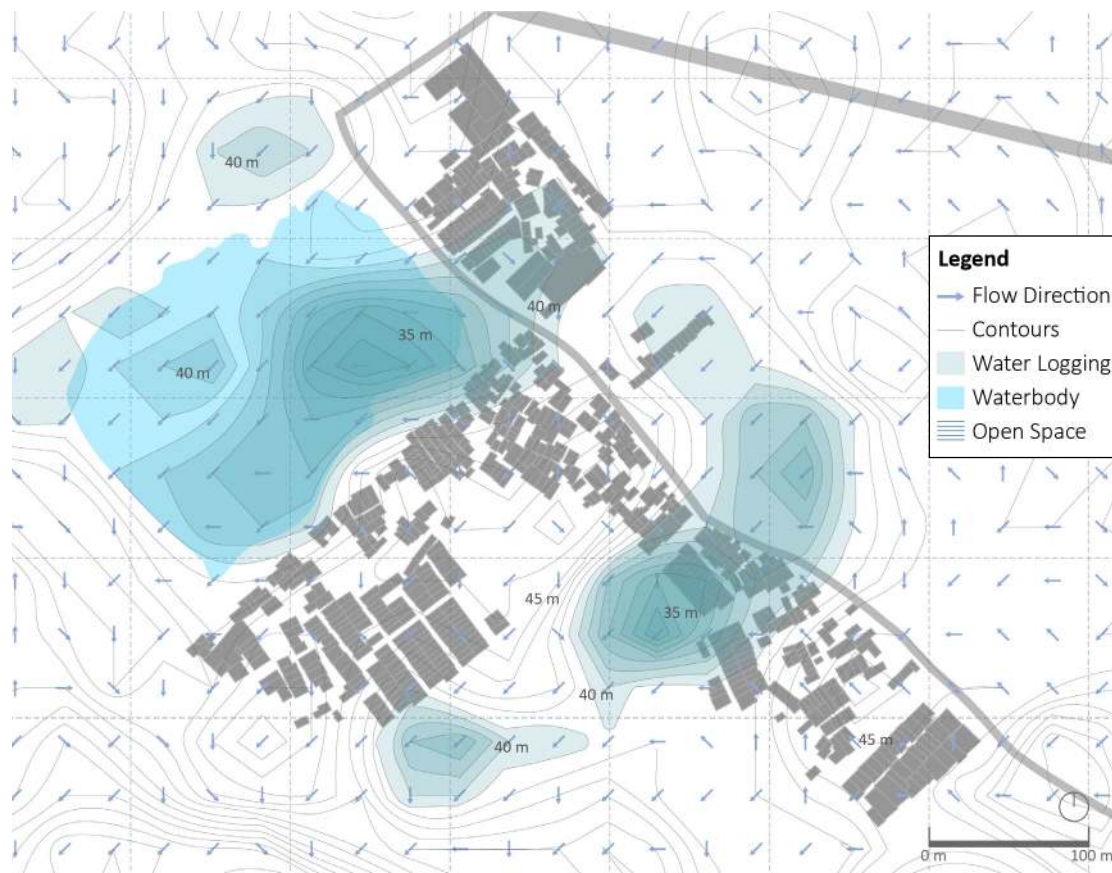 40 m
40 m
35 m
40 m
Legend
Flow Direction
Contours
Water Logging
Waterbody
Open Space
45 m
35 m
40 m
40 m
45 m
0 m
100 m